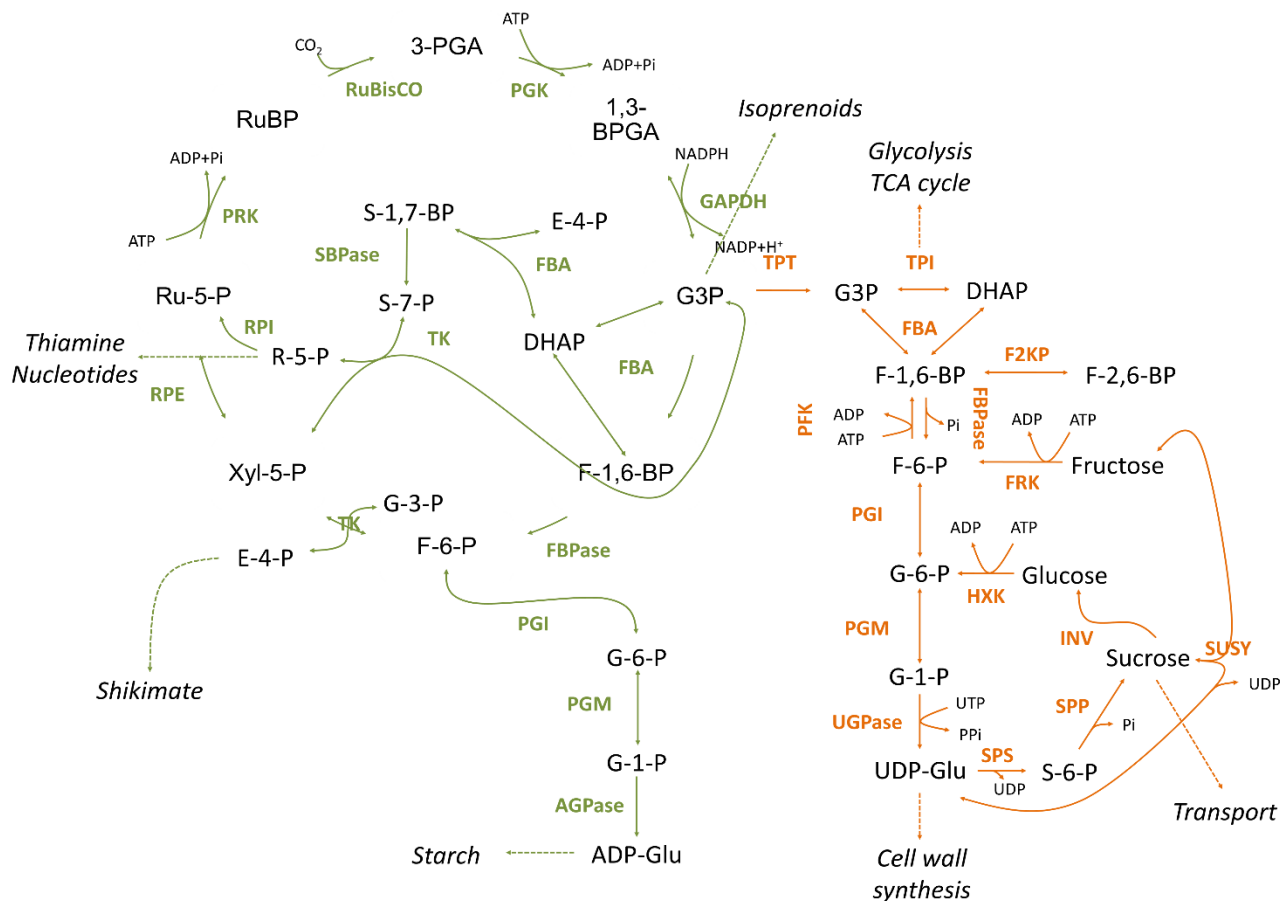 ATP
CO2
3-PGA
ADP+Pi
RuBisCO
PGK
RuBP
1,3-
BPGA
Isoprenoids
ADP+Pi
NADPH
Glycolysis
TCA cycle
PRK
ATP
S-1,7-BP
E-4-P
GAPDH
NADP+H+
SBPase
FBA
TPT
TPI
Ru-5-P
S-7-P
G3P
G3P
DHAP
RPI
TK
DHAP
FBA
Thiamine
Nucleotides
R-5-P
RPE
FBA
F-1,6-BP
F2KP
F-2,6-BP
PFK
ADP
ATP
Pi
FBPase
ADP
ATP
Xyl-5-P
F-1,6-BP
F-6-P
FRK
Fructose
G-3-P
TK
F-6-P
E-4-P
FBPase
PGI
ADP
ATP
G-6-P
HXK
Glucose
PGI
G-6-P
PGM
INV
Sucrose
SUSY
UDP
Shikimate
PGM
G-1-P
SPP
UGPase
UTP
PPi
Pi
G-1-P
UDP-Glu
SPS
UDP
S-6-P
AGPase
Transport
Starch
ADP-Glu
Cell wall
synthesis